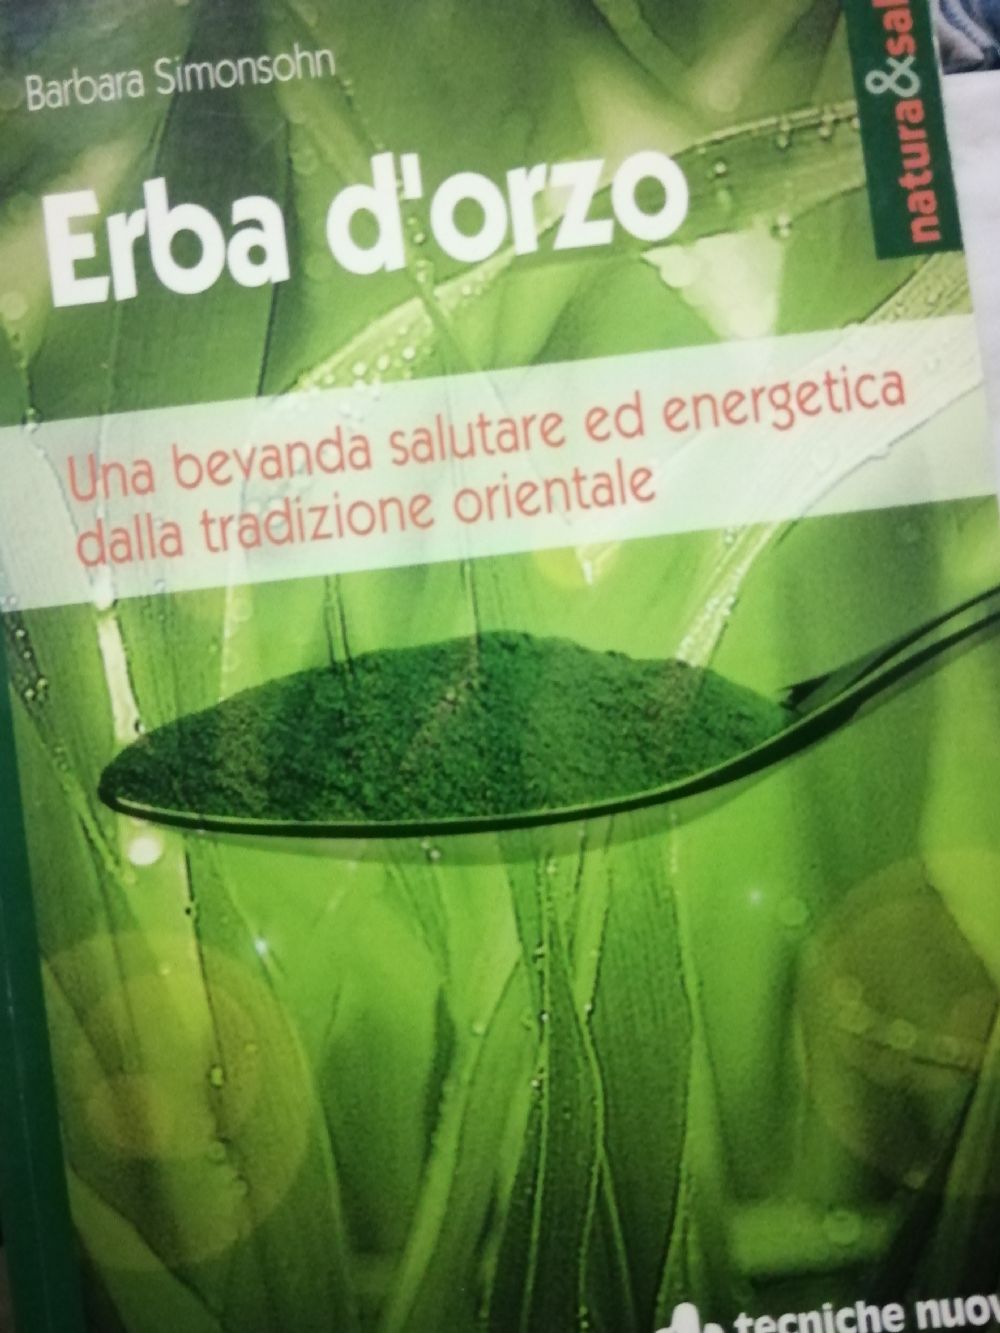 Barbara Simonsohn
Erba d'orzo
natura&sal
Una bevanda salutare ed energetica
dalla tradizione orientale
tecniche nuov